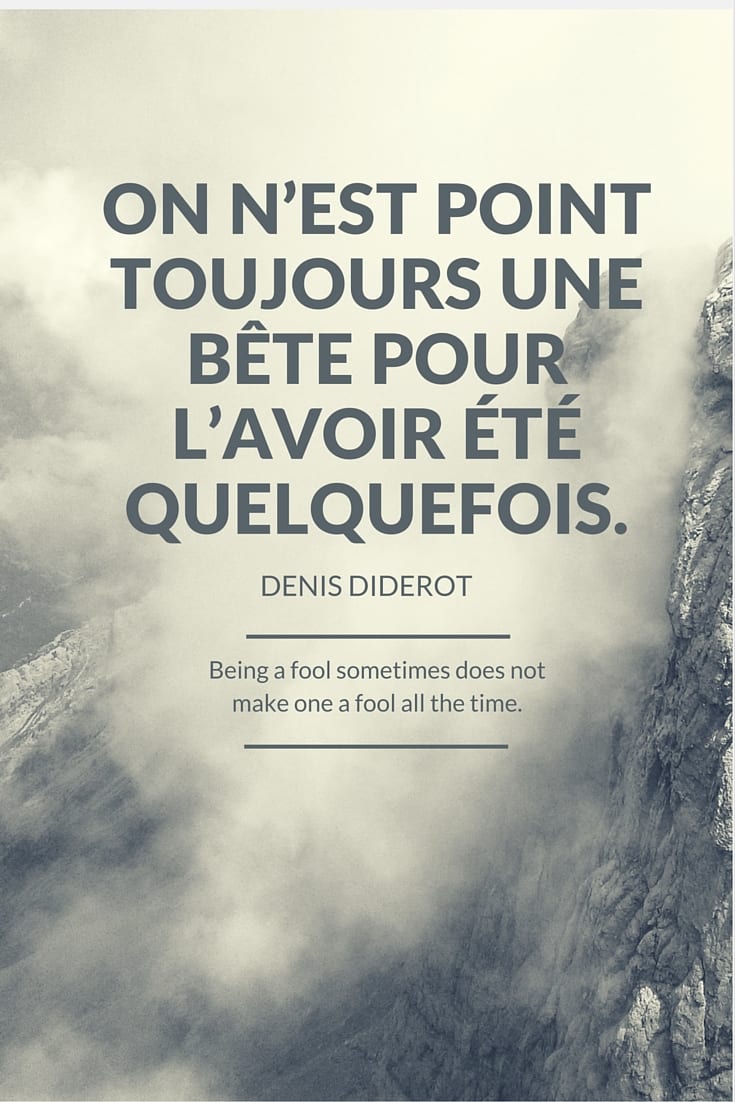 ON N’EST POINT
TOUJOURS UNE
BÊTE POUR
L’AVOIR ÉTÉ
QUELQUEFOIS.
DENIS DIDEROT
Being a fool sometimes does not
make one a fool all the time.